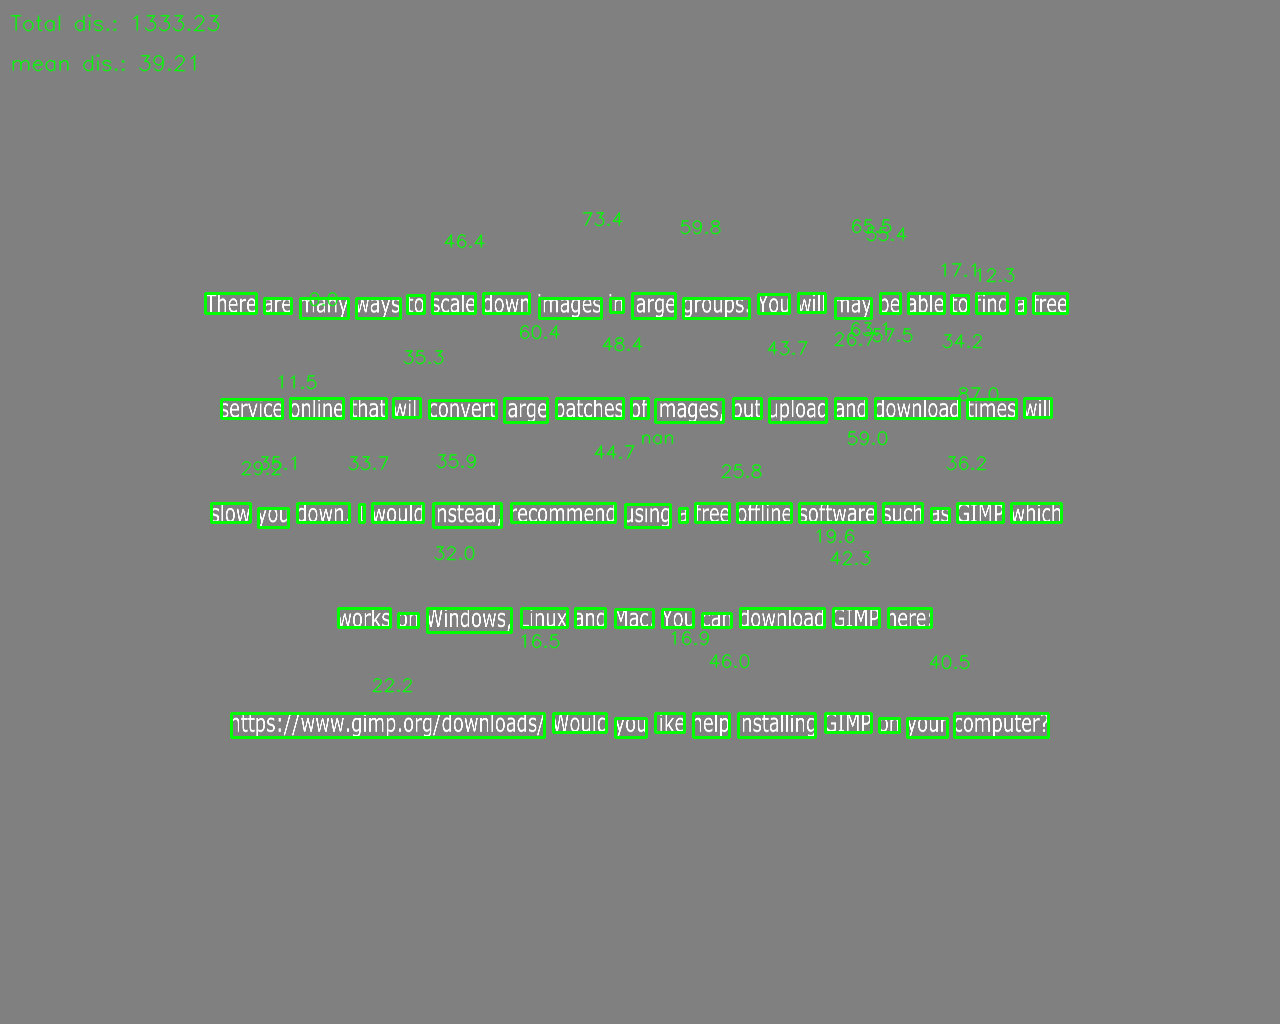 Total dis.: 1333.23
mean dis.: 39.21
73.4
46.4 59.8 65.5 55.4
17.1 12.3
There are many ways to scale down images in large groups. You will may be able to find a free
60.4 63.1 26.7 57.5
35.3 48.4 43.7 34.2
11.5 87.0
service online that will convert large batches of images, but upload and download times will
nan 59.0
44.7
29.2 35.1 33.7 35.9 25.8 36.2
slow you down. I would instead, recommend using a free offline software such as GIMP which
19.6
32.0 42.3
works on Windows, Linux and Mac. You can download GIMP here:
16.5 16.9
46.0 40.5
22.2
https://www.gimp.org/downloads/ Would you like help installing GIMP on your computer?